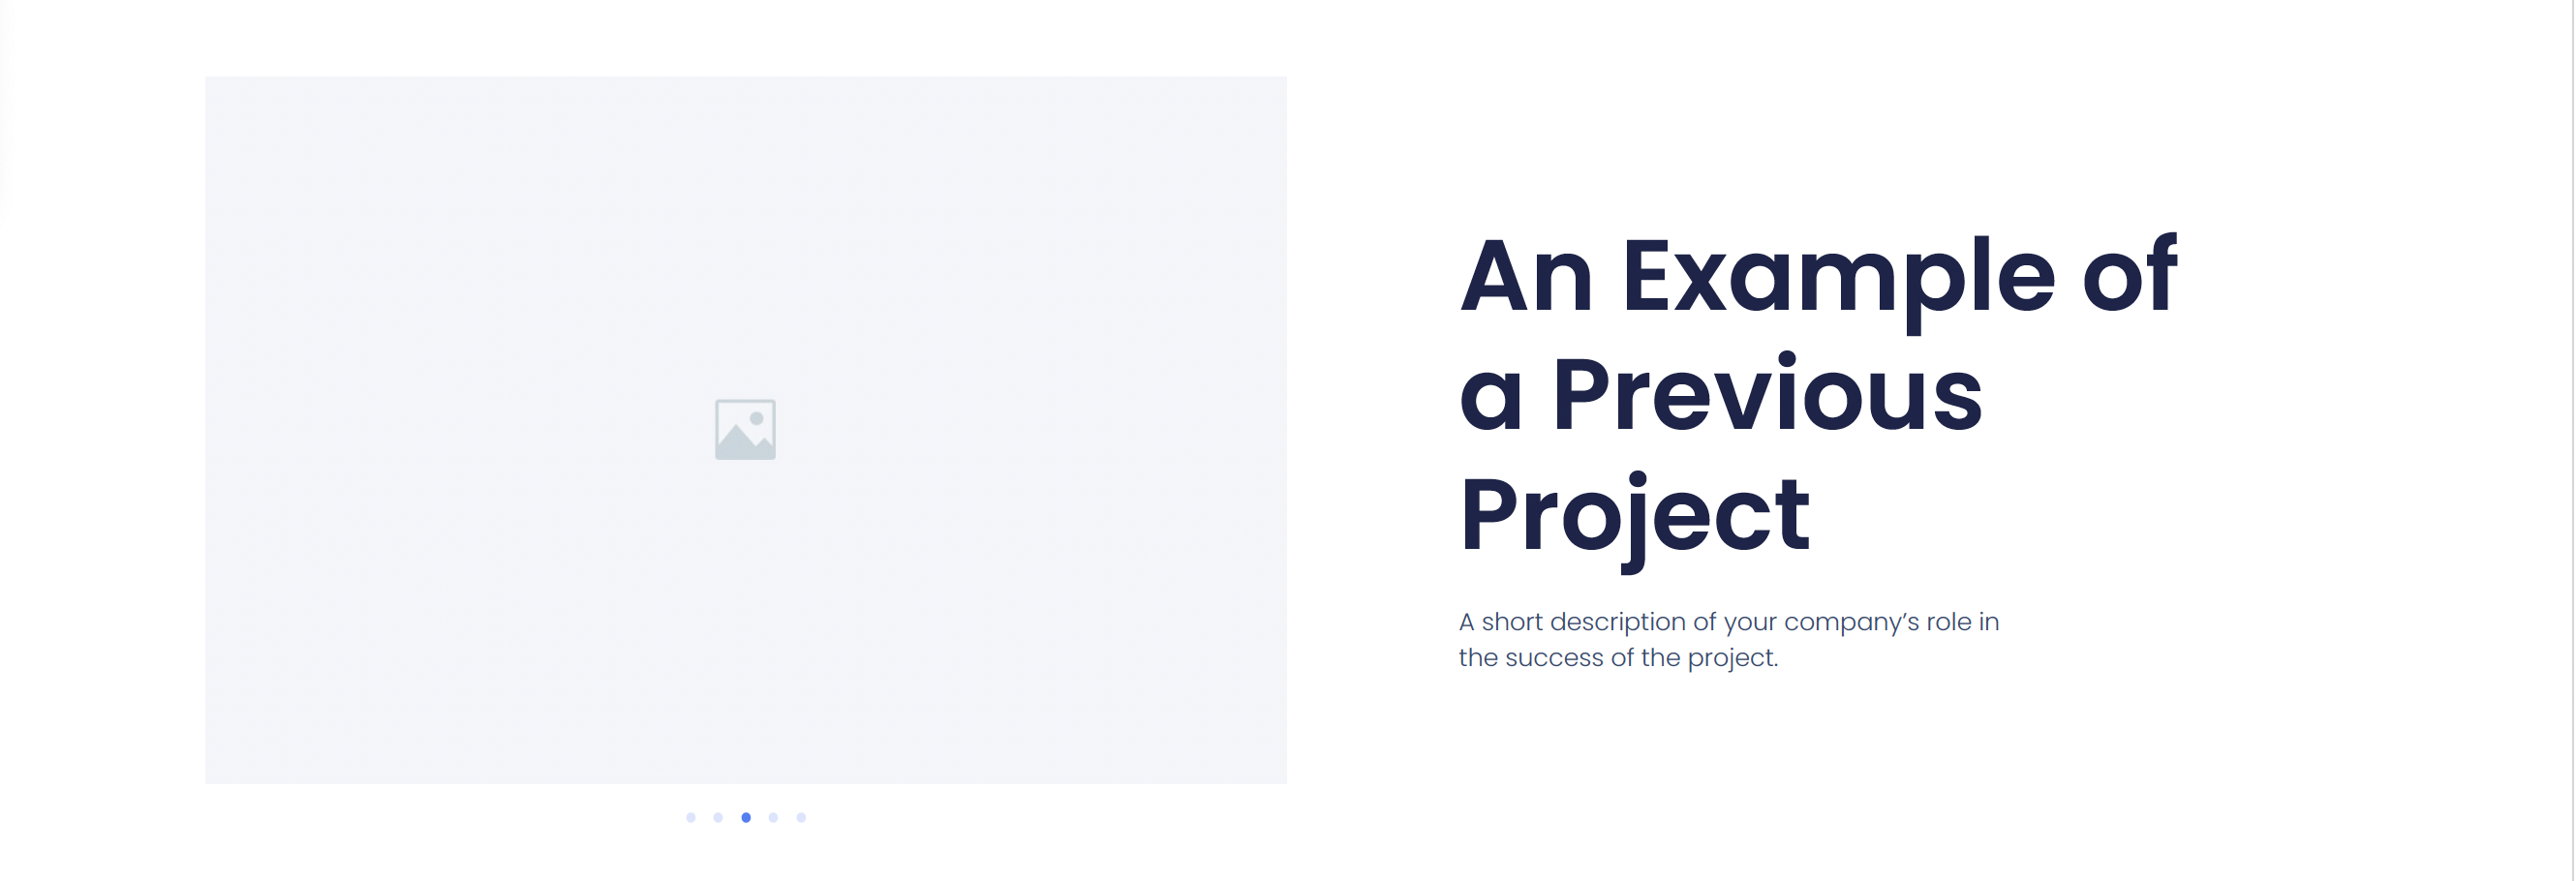 An Example of
a Previous
Project
A short description of your company’s role in
the success of the project.